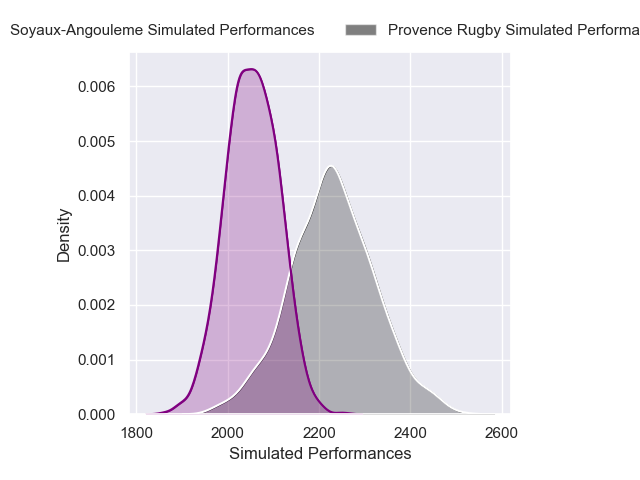 Soyaux-Angouleme Simulated Performances
Provence Rugby Simulated Performa
0.006
0.005
0.004
0.003
0.002
0.001
0.000
Density
1800 2000 2200 2400 2600
Simulated Performances